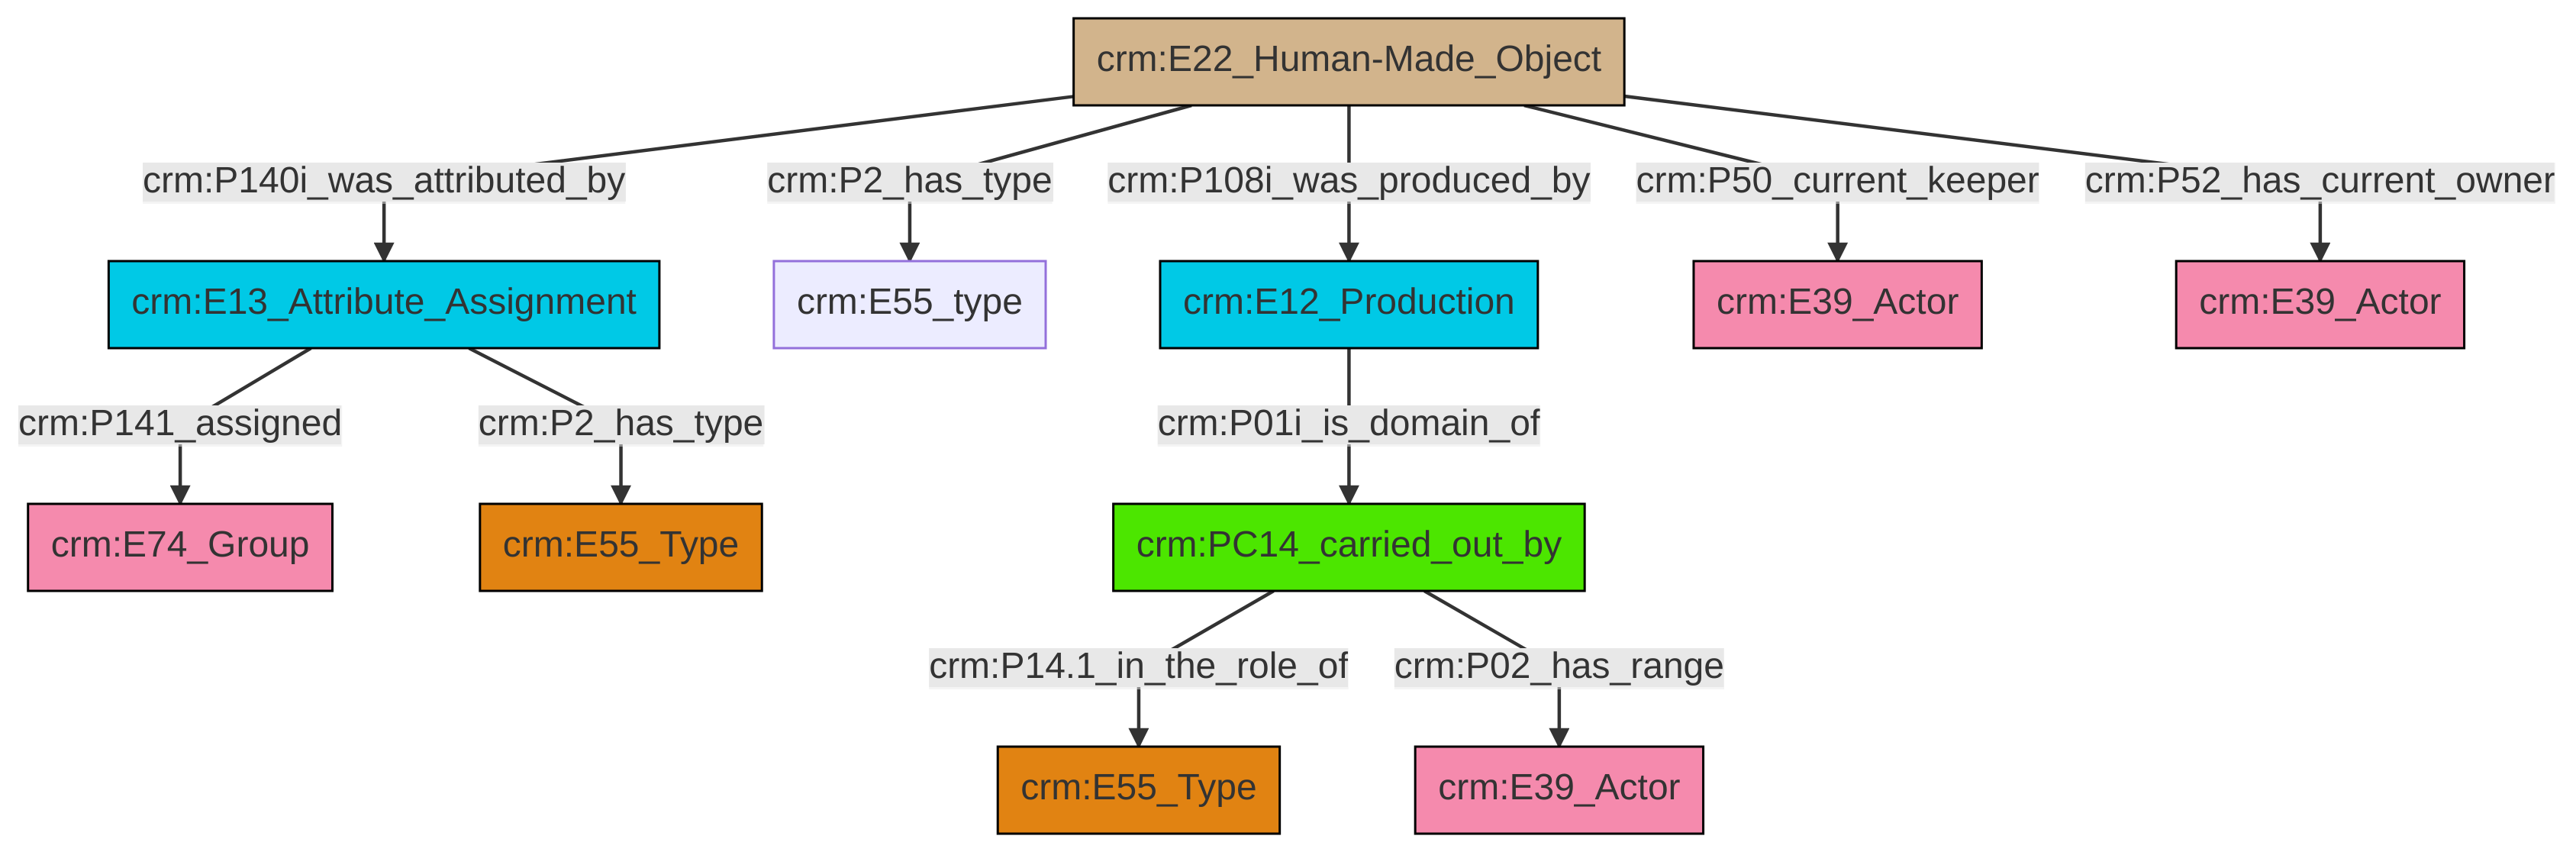 crm:E22_Human-Made_Object
crm:P140i_was_attributed_by
crm:P2_has_type
crm:P108i_was_produced_by
crm:P50_current_keeper
crm:P52_has_current_owner
crm:E13_Attribute_Assignment
crm:E55_type
crm:E12_Production
crm:E39_Actor
crm:E39_Actor
crm:P141_assigned
crm:P2_has_type
crm:P01i_is_domain_of
crm:E74_Group
crm:E55_Type
crm:PC14_carried_out_by
crm:P14.1_in_the_role_of
crm:P02_has_range
crm:E55_Type
crm:E39_Actor